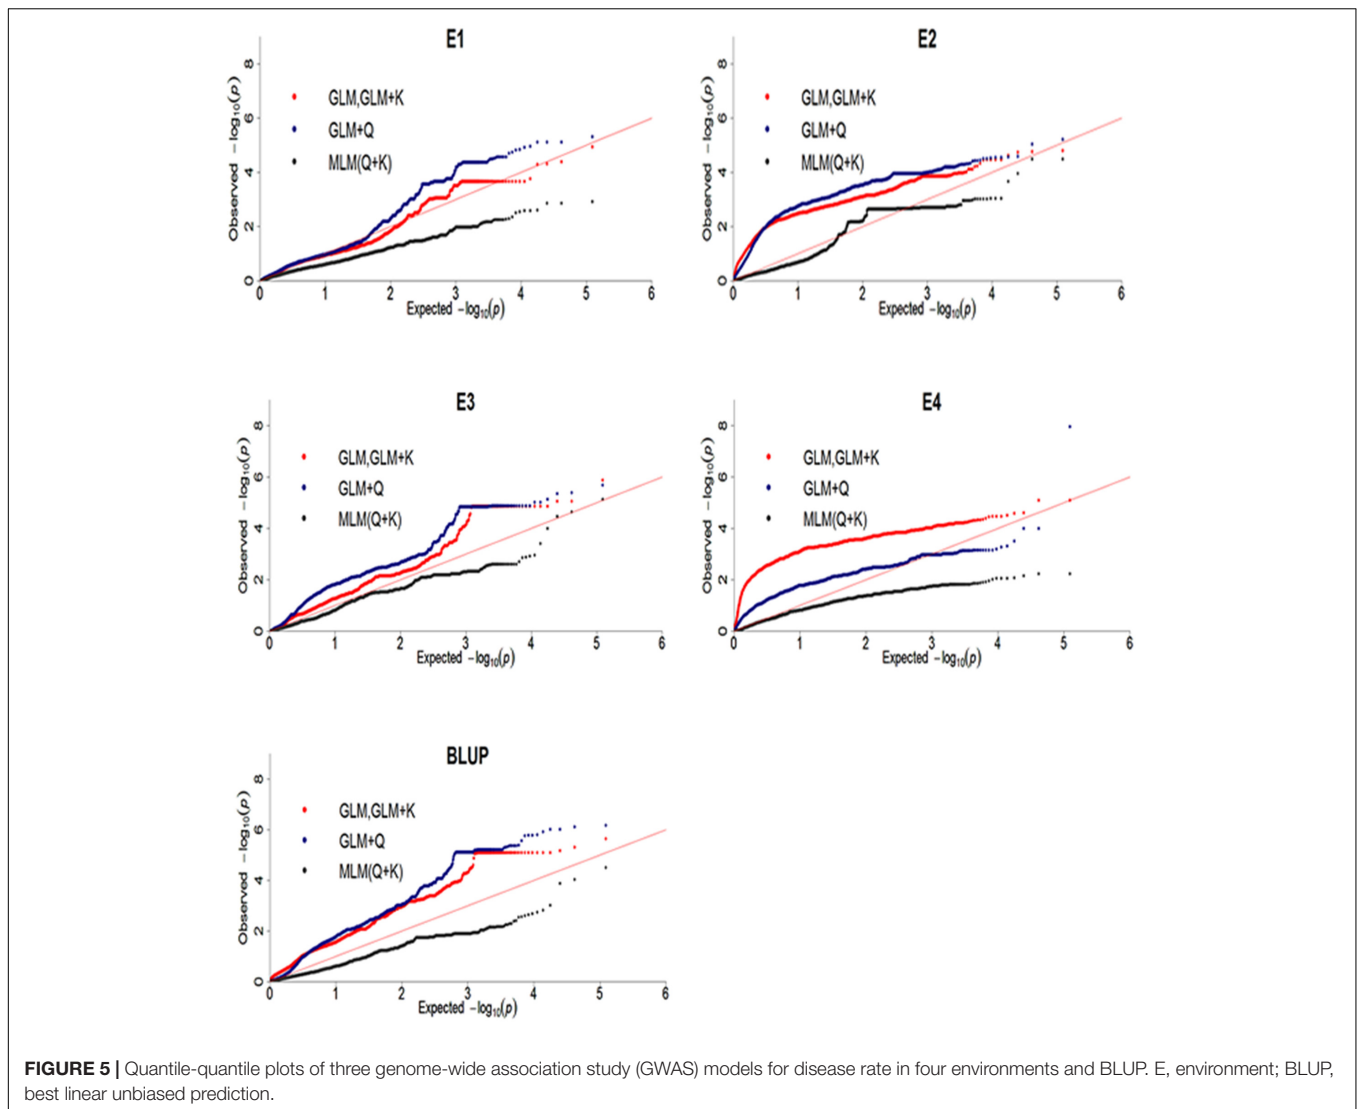 E1
Observed −log10(p)
8
6
4
2
0
GLM,GLM+K
GLM+Q
MLM(Q+K)
0 1 2 3 4 5 6
Expected −log10(p)
E2
Observed −log10(p)
8
6
4
2
0
GLM,GLM+K
GLM+Q
MLM(Q+K)
0 1 2 3 4 5 6
Expected −log10(p)
E3
Observed −log10(p)
8
6
4
2
0
GLM,GLM+K
GLM+Q
MLM(Q+K)
0 1 2 3 4 5 6
Expected −log10(p)
E4
Observed −log10(p)
8
6
4
2
0
GLM,GLM+K
GLM+Q
MLM(Q+K)
0 1 2 3 4 5 6
Expected −log10(p)
BLUP
Observed −log10(p)
8
6
4
2
0
GLM,GLM+K
GLM+Q
MLM(Q+K)
0 1 2 3 4 5 6
Expected −log10(p)
FIGURE 5 | Quantile-quantile plots of three genome-wide association study (GWAS) models for disease rate in four environments and BLUP. E, environment; BLUP,
best linear unbiased prediction.